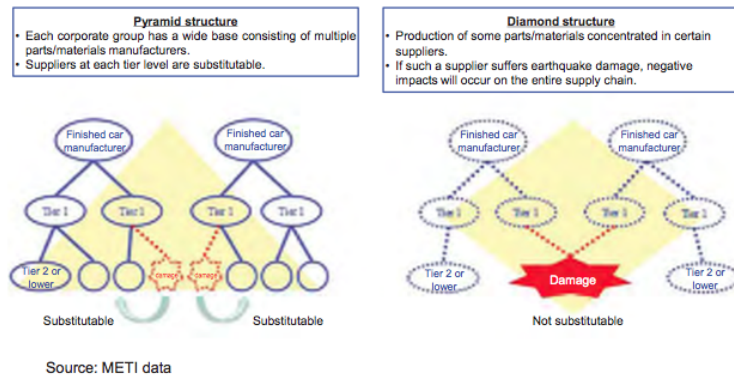 Pyramid structure
• Each corporate group has a wide base consisting of multiple
parts/materials manufacturers.
• Suppliers at each tier level are substitutable.
Finished car
manufacturer
Finished car
manufacturer
Tier 1
Tier 1
Tier 1
Tier 1
Tier 2 or
lower
damage
damage
Substitutable
Substitutable
Diamond structure
• Production of some parts/materials concentrated in certain
suppliers.
• If such a supplier suffers earthquake damage, negative
impacts will occur on the entire supply chain.
Finished car
manufacturer
Finished car
manufacturer
Tier 1
Tier 1
Tier 1
Tier 1
Tier 2 or
lower
Damage
Tier 2 or
lower
Not substitutable
Source: METI data